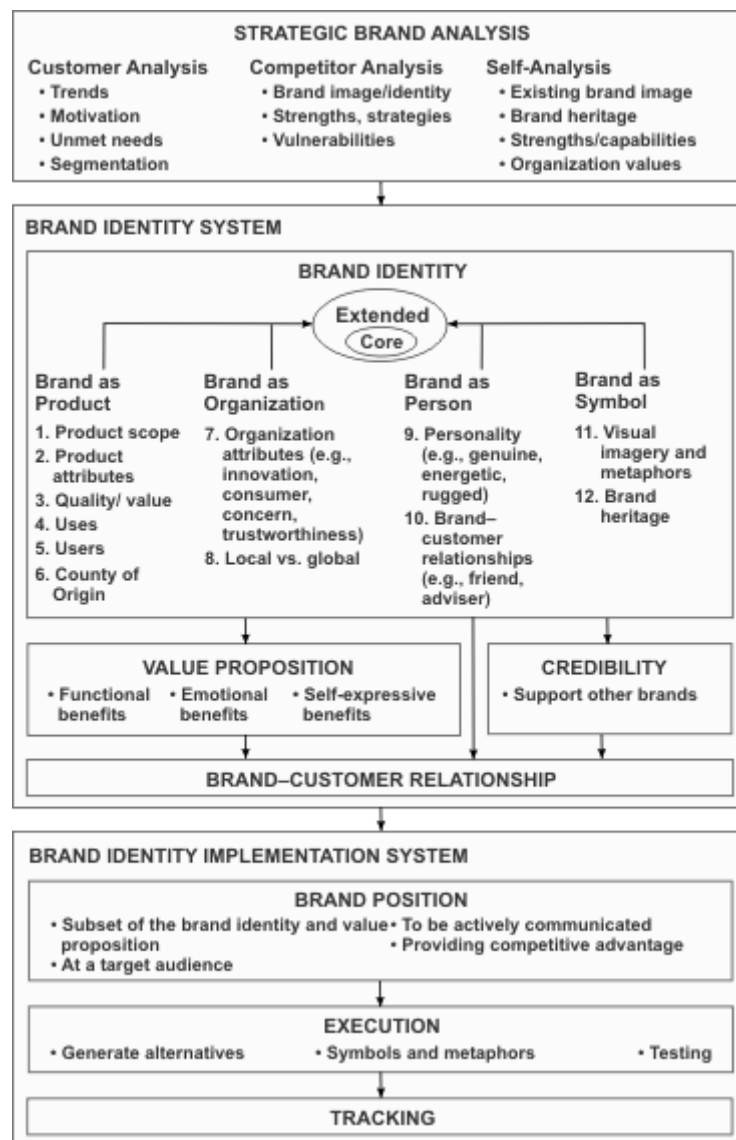 STRATEGIC BRAND ANALYSIS
Customer Analysis
• Trends
• Motivation
• Unmet needs
• Segmentation
Competitor Analysis
• Brand image/identity
• Strengths, strategies
• Vulnerabilities
Self-Analysis
• Existing brand image
• Brand heritage
• Strengths/capabilities
• Organization values
BRAND IDENTITY SYSTEM
BRAND IDENTITY
Extended
Core
Brand as
Product
1. Product scope
2. Product
attributes
3. Quality/ value
4. Uses
5. Users
6. County of
Origin
Brand as
Organization
7. Organization
attributes (e.g.,
innovation,
consumer,
concern,
trustworthiness)
8. Local vs. global
Brand as
Person
9. Personality
(e.g., genuine,
energetic,
rugged)
10. Brand–
customer
relationships
(e.g., friend,
adviser)
Brand as
Symbol
11. Visual
imagery and
metaphors
12. Brand
heritage
VALUE PROPOSITION
• Functional
benefits
• Emotional
benefits
• Self-expressive
benefits
CREDIBILITY
• Support other brands
BRAND–CUSTOMER RELATIONSHIP
BRAND IDENTITY IMPLEMENTATION SYSTEM
BRAND POSITION
• Subset of the brand identity and value
proposition
• At a target audience
• To be actively communicated
• Providing competitive advantage
EXECUTION
• Generate alternatives
• Symbols and metaphors
• Testing
TRACKING